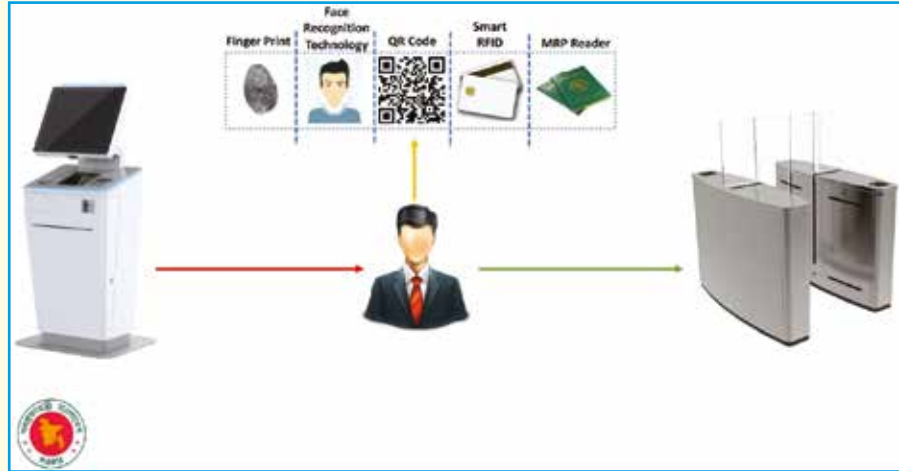 Finger Print
Face
Recognition
Technology
QR Code
Smart
RFID
MRP Reader